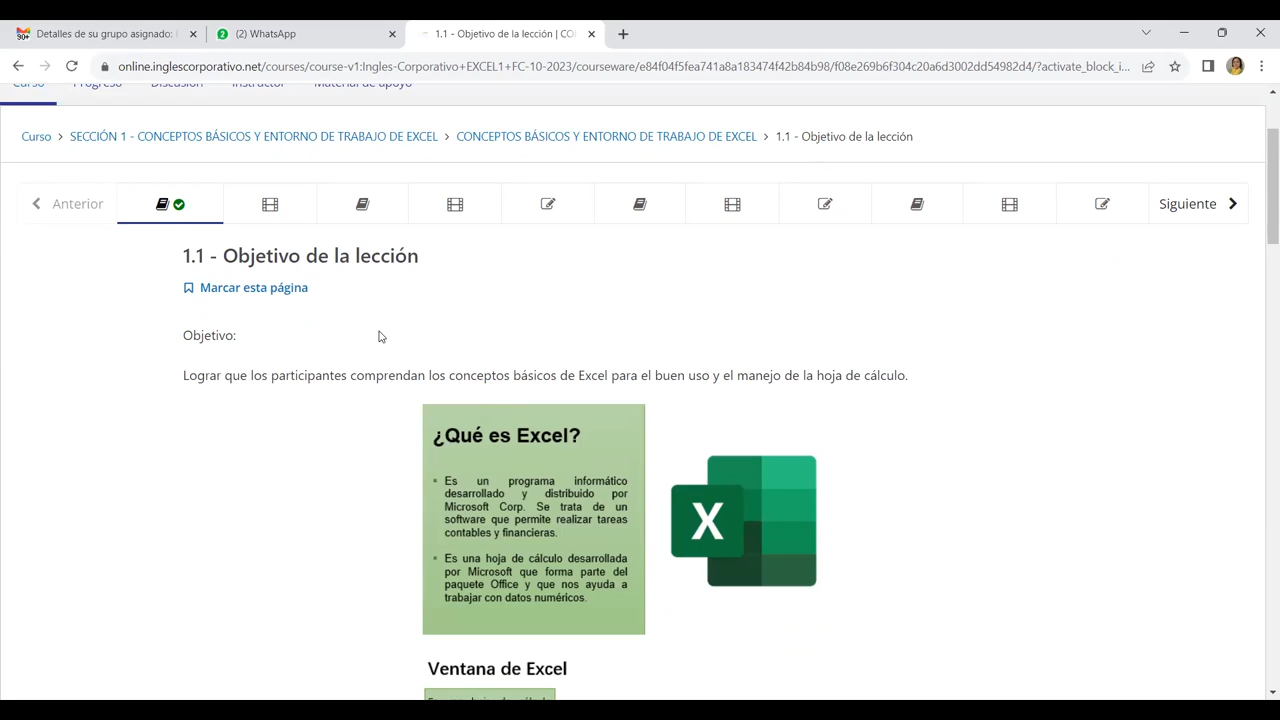 Detalles de su grupo asignado:
(2) WhatsApp
1.1 - Objetivo de la lección | CO
online.inglescorporativo.net/courses/course-v1:Ingles-Corporativo+EXCEL1+FC-10-2023/courseware/e84f04f5fea741a8a183474f42b84b98/f08e269b6f304c20a6d3002dd54982d4/?activate_block_i...
Curso Progreso Discusión Instructor Material de apoyo
Curso > SECCIÓN 1 - CONCEPTOS BÁSICOS Y ENTORNO DE TRABAJO DE EXCEL > CONCEPTOS BÁSICOS Y ENTORNO DE TRABAJO DE EXCEL > 1.1 - Objetivo de la lección
Anterior Siguiente
1.1 - Objetivo de la lección
Marcar esta página
Objetivo:
Lograr que los participantes comprendan los conceptos básicos de Excel para el buen uso y el manejo de la hoja de cálculo.
¿Qué es Excel?
Es un programa informático
desarrollado y distribuido por
Microsoft Corp. Se trata de un
software que permite realizar tareas
contables y financieras.
Es una hoja de cálculo desarrollada
por Microsoft que forma parte del
paquete Office y que nos ayuda a
trabajar con datos numéricos.
X
Ventana de Excel